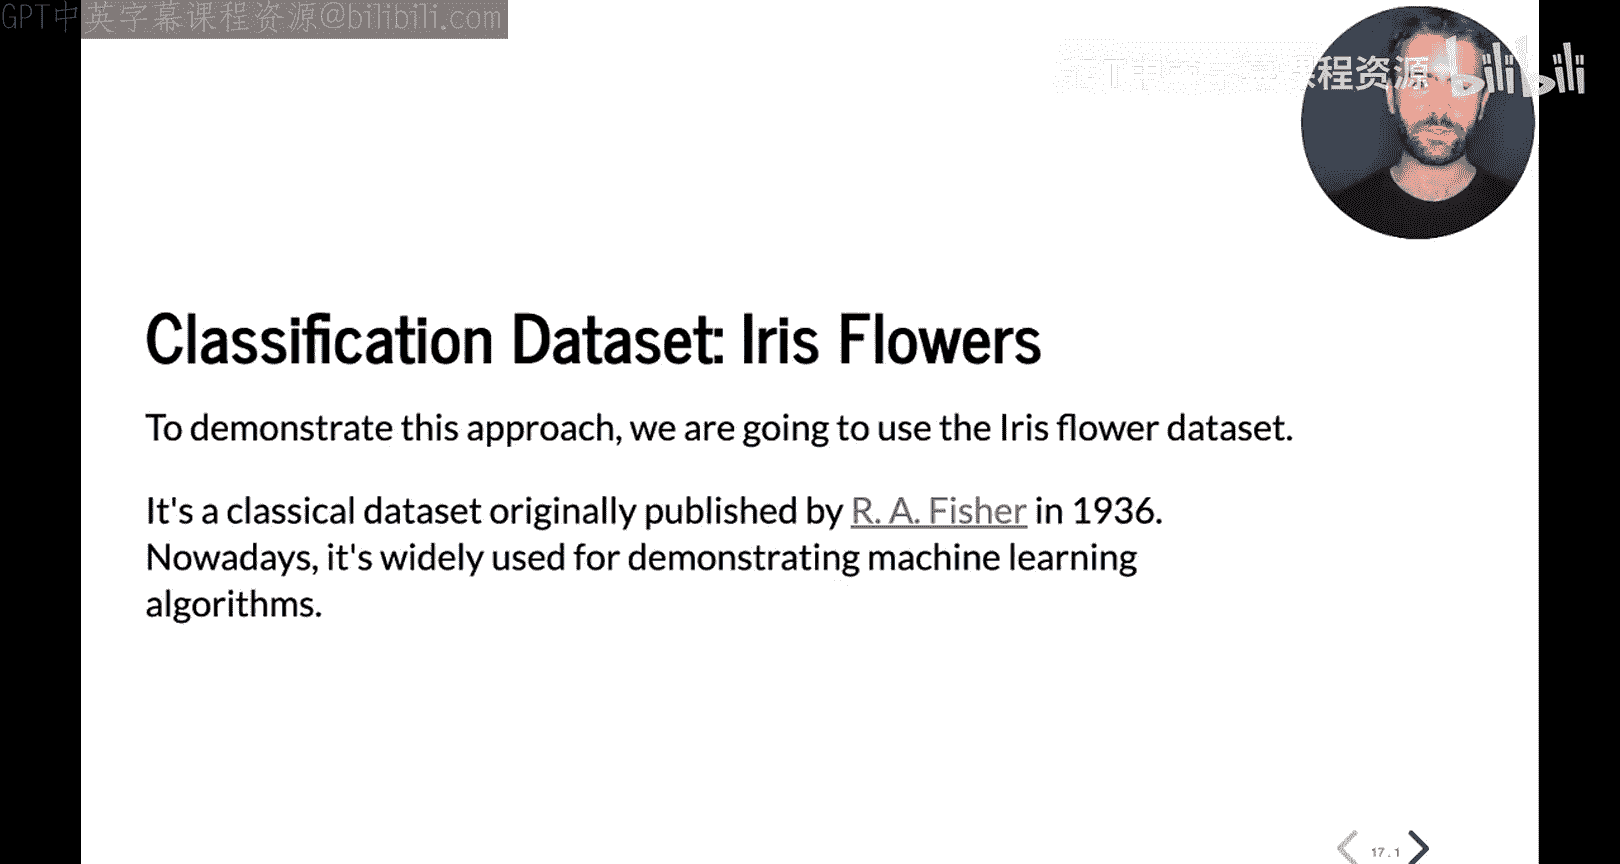 GPT中英字幕课程资源@bilibili.com
课程资源 bilibili
Classification Dataset: Iris Flowers
To demonstrate this approach, we are going to use the Iris flower dataset.
It's a classical dataset originally published by R. A. Fisher in 1936.
Nowadays, it's widely used for demonstrating machine learning
algorithms.
17.1